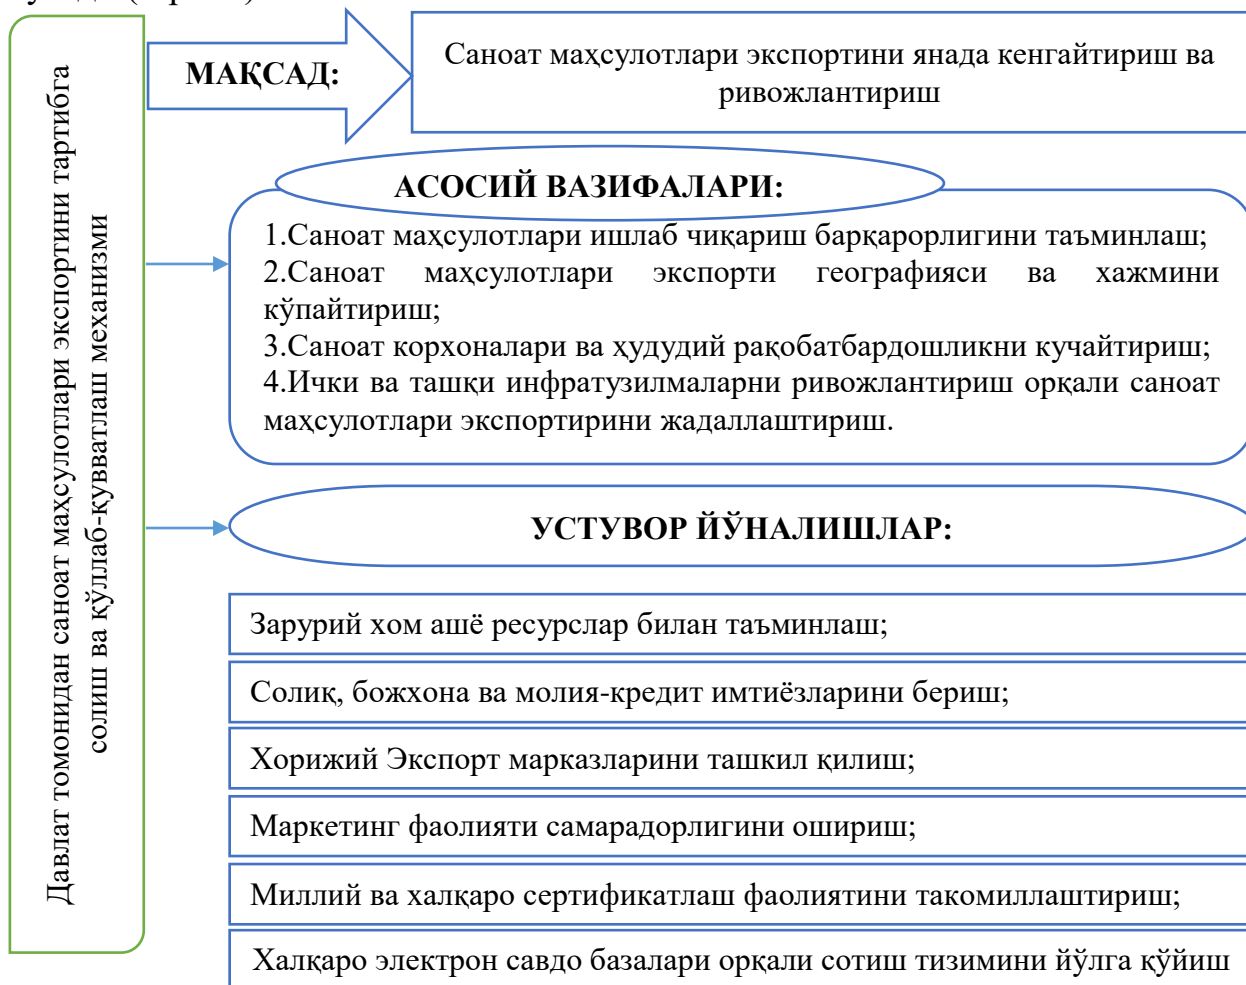 Давлат томонидан саноат маҳсулотлари экспортини тартибга
солиш ва қўллаб-қувватлаш механизми
МАҚСАД:
Саноат маҳсулотлари экспортини янада кенгайтириш ва
ривожлантириш
АСОСИЙ ВАЗИФАЛАРИ:
1.Саноат маҳсулотлари ишлаб чиқариш барқарорлигини таъминлаш;
2.Саноат маҳсулотлари экспорти географияси ва хажмини
кўпайтириш;
3.Саноат корхоналари ва ҳудудий рақобатбардошликни кучайтириш;
4.Ички ва ташқи инфратузилмаларни ривожлантириш орқали саноат
маҳсулотлари экспортирини жадаллаштириш.
УСТУВОР ЙЎНАЛИШЛАР:
Зарурий хом ашё ресурслар билан таъминлаш;
Солиқ, божхона ва молия-кредит имтиёзларини бериш;
Хорижий Экспорт марказларини ташкил қилиш;
Маркетинг фаолияти самарадорлигини ошириш;
Миллий ва халқаро сертификатлаш фаолиятини такомиллаштириш;
Халқаро электрон савдо базалари орқали сотиш тизимини йўлга қўйиш